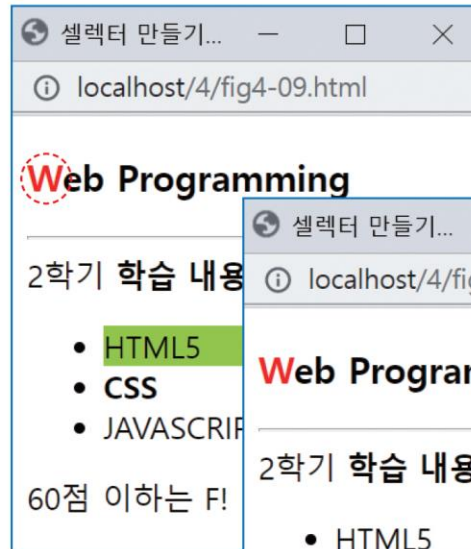 셀렉터 만들기...
localhost/4/fig4-09.html
Web Programming
2학기 학습 내용
HTML5
CSS
JAVASCRIP
60점 이하는 F!
셀렉터 만들기...
localhost/4/fig
Web Program
2학기 학습 내용
HTML5